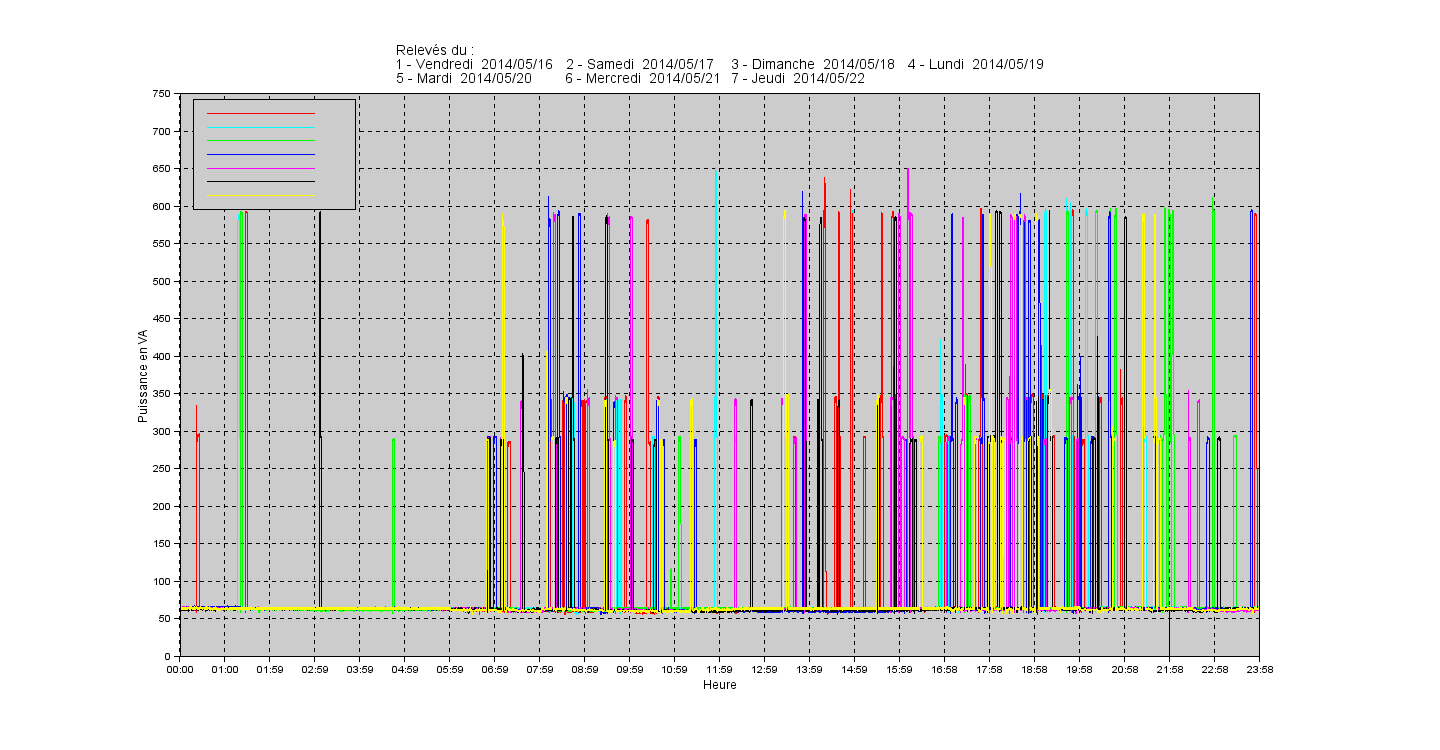 Relevés du :
1 - Vendredi 2014/05/16 2 - Samedi 2014/05/17 3 - Dimanche 2014/05/18 4 - Lundi 2014/05/19
5 - Mardi 2014/05/20 6 - Mercredi 2014/05/21 7 - Jeudi 2014/05/22
750
700
650
600
550
500
450
400
350
300
250
200
150
100
50
0
Puissance en VA
00:00 01:00 01:59 02:59 03:59 04:59 05:59 06:59 07:59 08:59 09:59 10:59 11:59 12:59 13:59 14:59 15:59 16:58 17:58 18:58 19:58 20:58 21:58 22:58 23:58
Heure